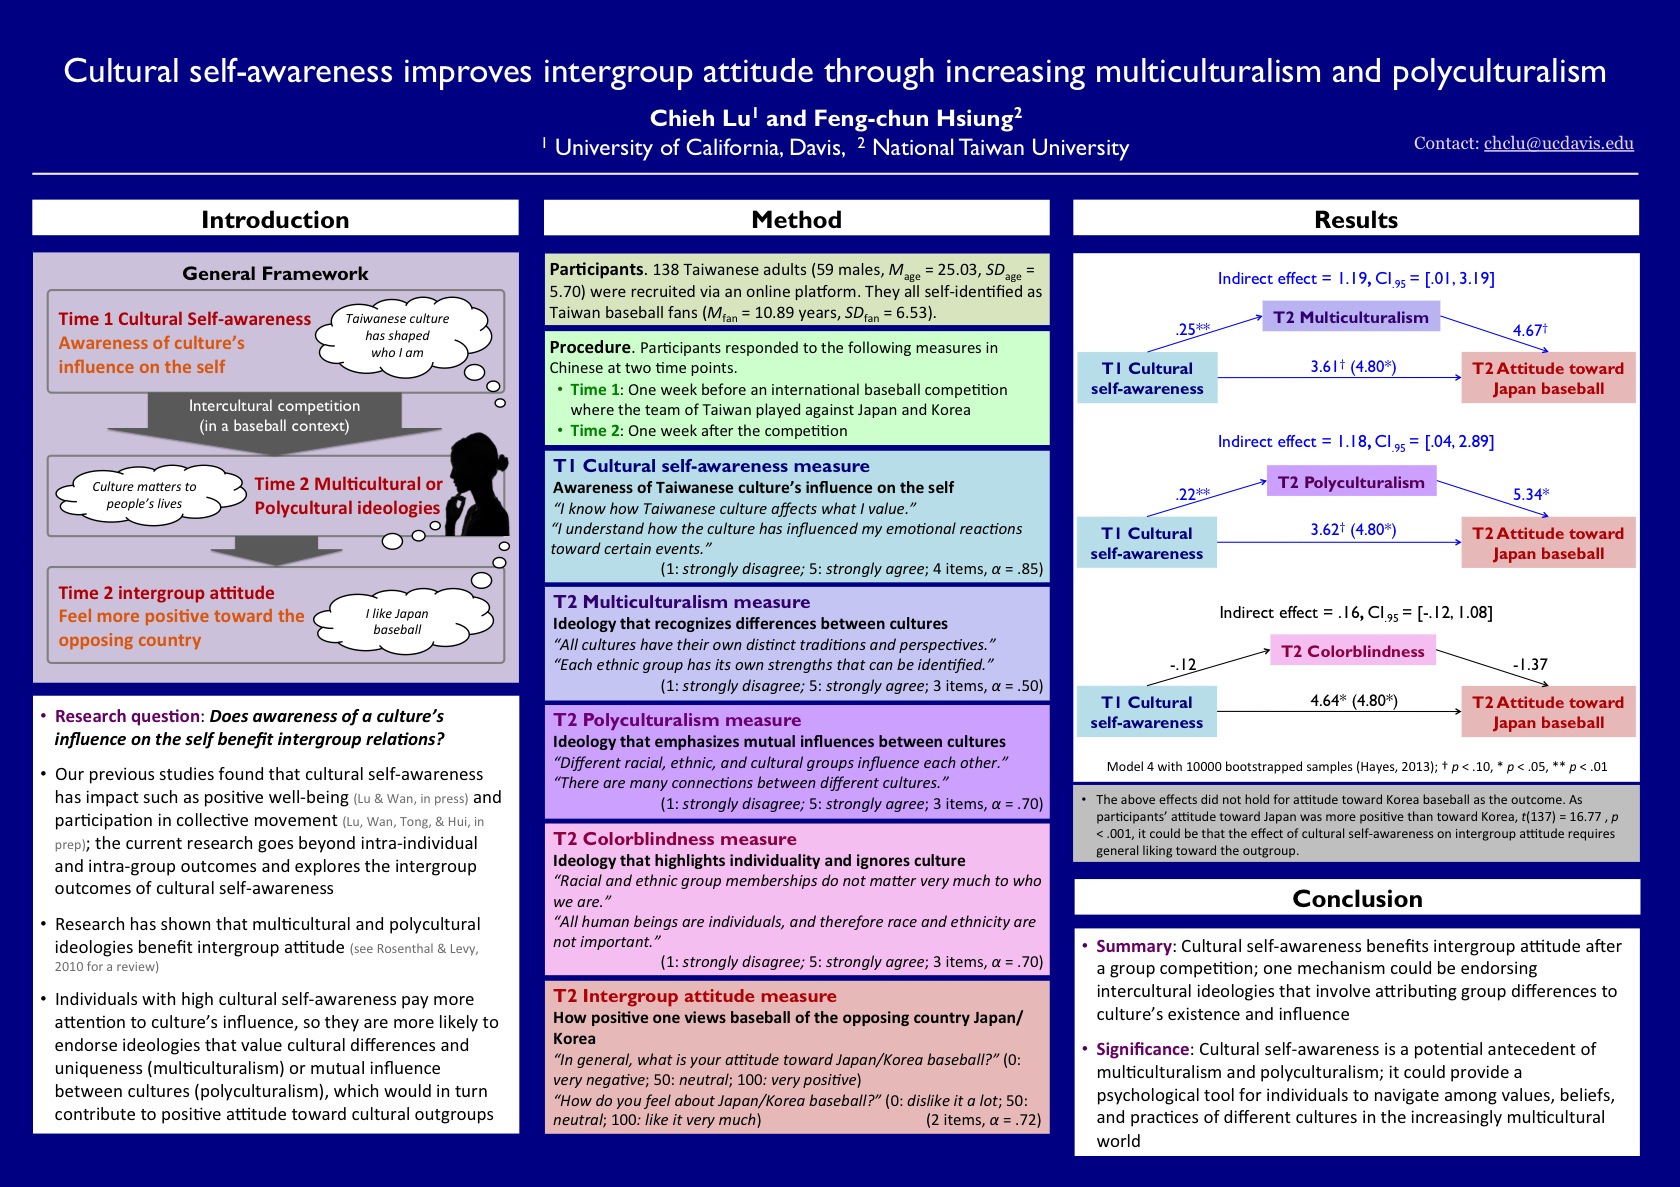 Cultural self-awareness improves intergroup attitude through increasing multiculturalism and polyculturalism
Chieh Lu¹ and Feng-chun Hsiung²
¹ University of California, Davis, ² National Taiwan University
Contact: chclu@ucdavis.edu
Introduction
General Framework
Time 1 Cultural Self-awareness
Awareness of culture's
influence on the self
Taiwanese culture
has shaped
who I am
Intercultural competition
(in a baseball context)
Culture matters to
people's lives
Time 2 Multicultural or
Polycultural ideologies
Time 2 intergroup attitude
Feel more positive toward the
opposing country
I like Japan
baseball
• Research question: Does awareness of a culture's
influence on the self benefit intergroup relations?
• Our previous studies found that cultural self-awareness
has impact such as positive well-being (Lu & Wan, in press) and
participation in collective movement (Lu, Wan, Tong, & Hui, in
prep); the current research goes beyond intra-individual
and intra-group outcomes and explores the intergroup
outcomes of cultural self-awareness
• Research has shown that multicultural and polycultural
ideologies benefit intergroup attitude (see Rosenthal & Levy,
2010 for a review)
• Individuals with high cultural self-awareness pay more
attention to culture's influence, so they are more likely to
endorse ideologies that value cultural differences and
uniqueness (multiculturalism) or mutual influence
between cultures (polyculturalism), which would in turn
contribute to positive attitude toward cultural outgroups
Method
Participants. 138 Taiwanese adults (59 males, Mage = 25.03, SDage =
5.70) were recruited via an online platform. They all self-identified as
Taiwan baseball fans (Mfan = 10.89 years, SDfan = 6.53).
Procedure. Participants responded to the following measures in
Chinese at two time points.
• Time 1: One week before an international baseball competition
where the team of Taiwan played against Japan and Korea
• Time 2: One week after the competition
T1 Cultural self-awareness measure
Awareness of Taiwanese culture's influence on the self
"I know how Taiwanese culture affects what I value."
"I understand how the culture has influenced my emotional reactions
toward certain events."
(1: strongly disagree; 5: strongly agree; 4 items, α = .85)
T2 Multiculturalism measure
Ideology that recognizes differences between cultures
"All cultures have their own distinct traditions and perspectives."
"Each ethnic group has its own strengths that can be identified."
(1: strongly disagree; 5: strongly agree; 3 items, α = .50)
T2 Polyculturalism measure
Ideology that emphasizes mutual influences between cultures
"Different racial, ethnic, and cultural groups influence each other."
"There are many connections between different cultures."
(1: strongly disagree; 5: strongly agree; 3 items, α = .70)
T2 Colorblindness measure
Ideology that highlights individuality and ignores culture
"Racial and ethnic group memberships do not matter very much to who
we are."
"All human beings are individuals, and therefore race and ethnicity are
not important."
(1: strongly disagree; 5: strongly agree; 3 items, α = .70)
T2 Intergroup attitude measure
How positive one views baseball of the opposing country Japan/
Korea
"In general, what is your attitude toward Japan/Korea baseball?" (0:
very negative; 50: neutral; 100: very positive)
"How do you feel about Japan/Korea baseball?" (0: dislike it a lot; 50:
neutral; 100: like it very much) (2 items, α = .72)
Results
Indirect effect = 1.19, CI.95 = [.01, 3.19]
T2 Multiculturalism
.25** 4.67†
T1 Cultural
self-awareness
3.61† (4.80*)
T2 Attitude toward
Japan baseball
Indirect effect = 1.18, CI.95 = [.04, 2.89]
T2 Polyculturalism
.22** 5.34*
T1 Cultural
self-awareness
3.62† (4.80*)
T2 Attitude toward
Japan baseball
Indirect effect = .16, CI.95 = [-.12, 1.08]
T2 Colorblindness
-.12 -1.37
T1 Cultural
self-awareness
4.64* (4.80*)
T2 Attitude toward
Japan baseball
Model 4 with 10000 bootstrapped samples (Hayes, 2013); † p < .10, * p < .05, ** p < .01
• The above effects did not hold for attitude toward Korea baseball as the outcome. As
participants' attitude toward Japan was more positive than toward Korea, t(137) = 16.77 , p
< .001, it could be that the effect of cultural self-awareness on intergroup attitude requires
general liking toward the outgroup.
Conclusion
• Summary: Cultural self-awareness benefits intergroup attitude after
a group competition; one mechanism could be endorsing
intercultural ideologies that involve attributing group differences to
culture's existence and influence
• Significance: Cultural self-awareness is a potential antecedent of
multiculturalism and polyculturalism; it could provide a
psychological tool for individuals to navigate among values, beliefs,
and practices of different cultures in the increasingly multicultural
world